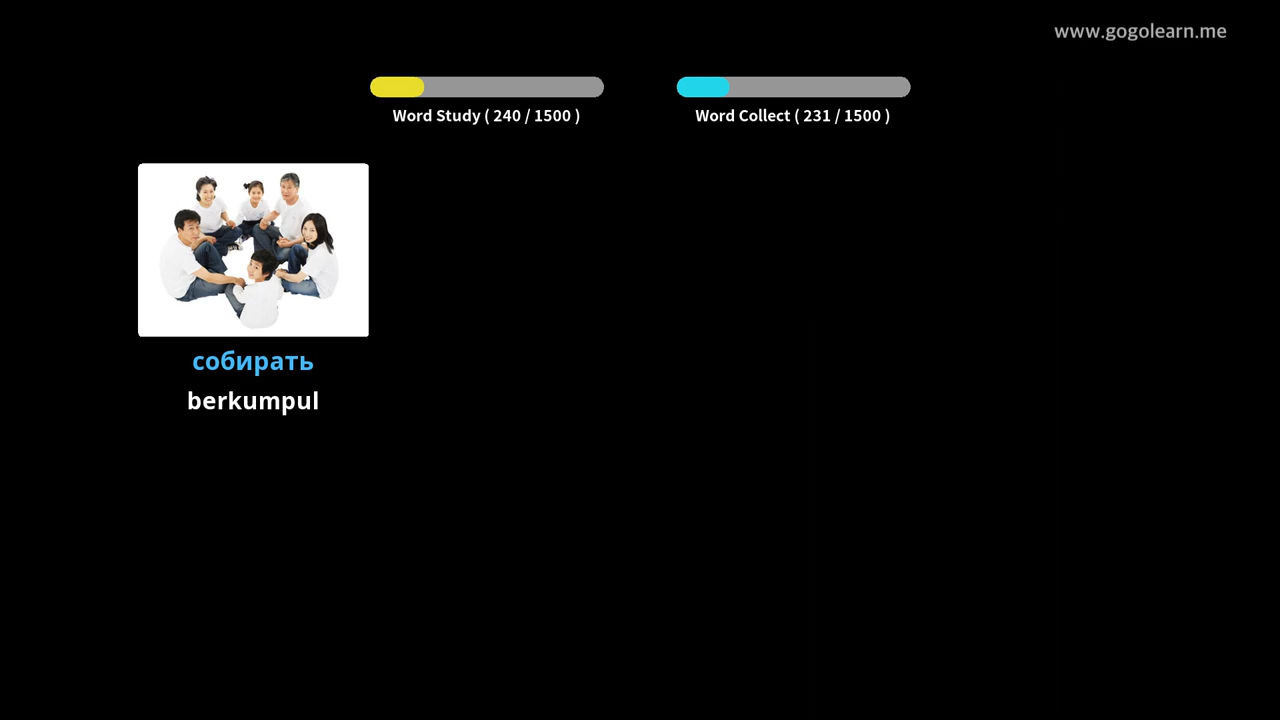 www.gogolearn.me
Word Study ( 240 / 1500 )
Word Collect ( 231 / 1500 )
собирать
berkumpul